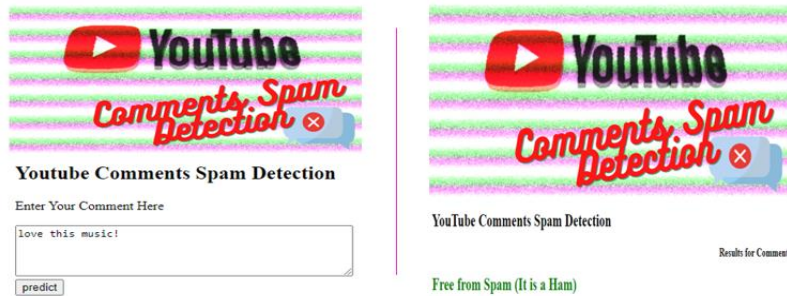 YouTube
Comments. Spam
Detection
Youtube Comments Spam Detection
Enter Your Comment Here
love this music!
predict
YouTube
Comments. Spam
Detection
YouTube Comments Spam Detection
Results for Comment
Free from Spam (It is a Ham)